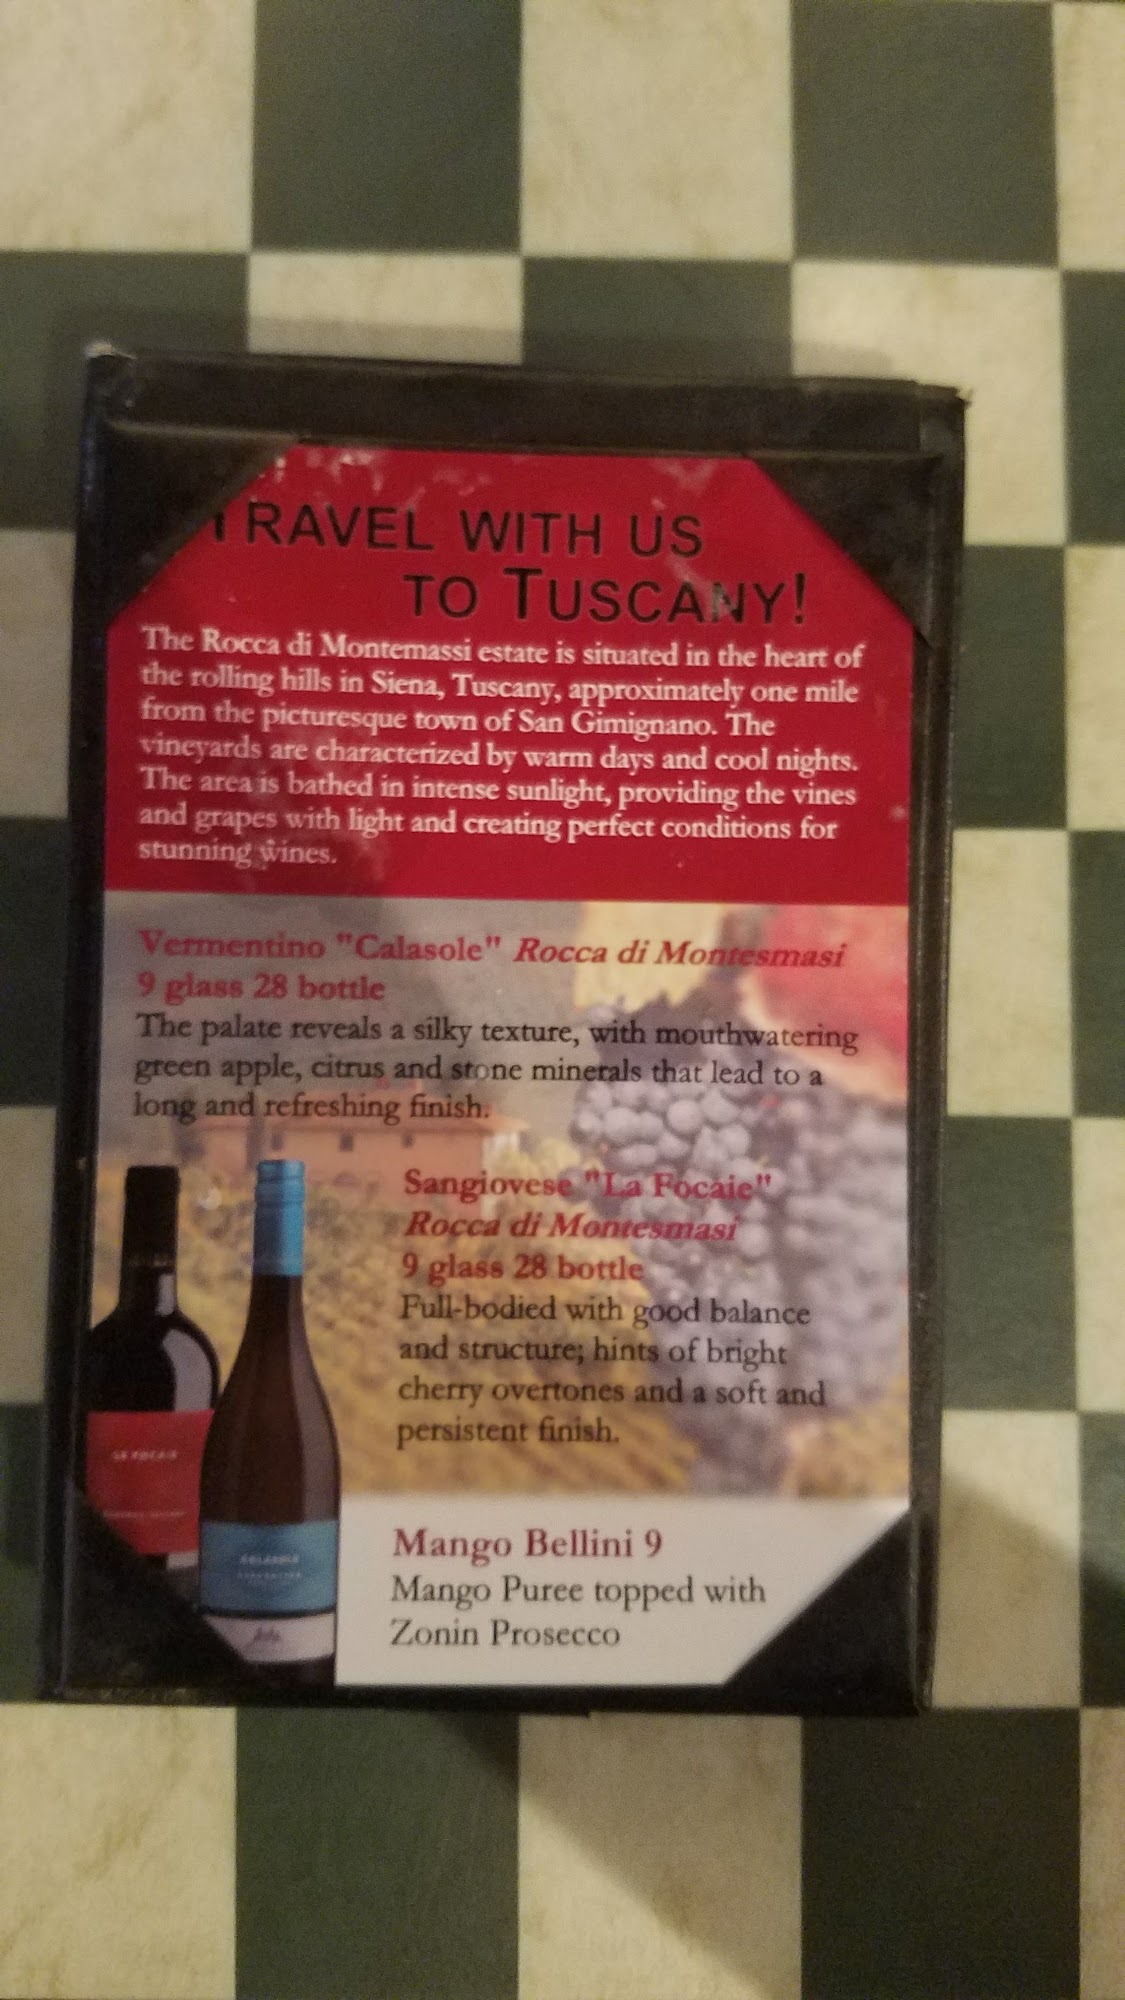 TRAVEL WITH US
TO TUSCANY!
The Rocca di Montemassi estate is situated in the heart of
the rolling hills in Siena, Tuscany, approximately one mile
from the picturesque town of San Gimignano. The
vineyards are characterized by warm days and cool nights.
The area is bathed in intense sunlight, providing the vines
and grapes with light and creating perfect conditions for
stunning wines.
Vermentino "Calasole" Rocca di Montesmasi
9 glass 28 bottle
The palate reveals a silky texture, with mouthwatering
green apple, citrus and stone minerals that lead to a
long and refreshing finish.
Sangiovese "La Focaie"
Rocca di Montesmasi
9 glass 28 bottle
Full-bodied with good balance
and structure; hints of bright
cherry overtones and a soft and
persistent finish.
LE FOCAIE
CALASOLE
Mango Bellini 9
Mango Puree topped with
Zonin Prosecco